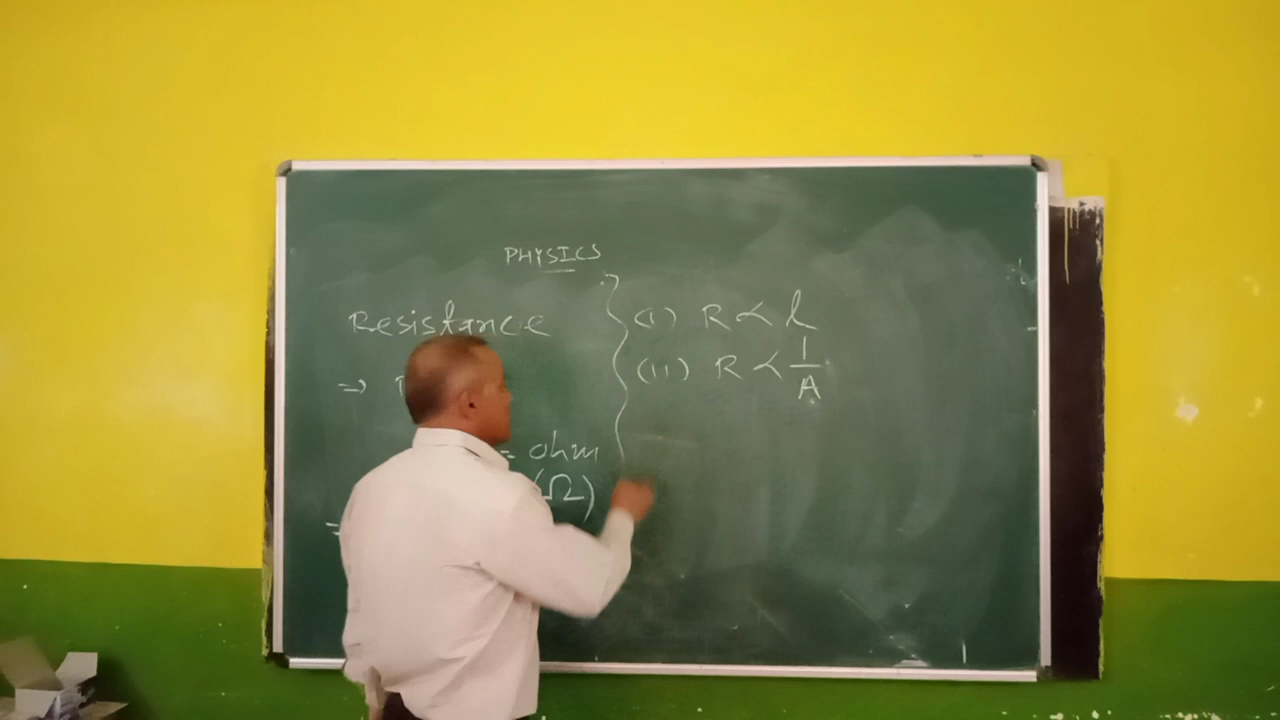 PHYSICS
Resistance
⇒
= ohm
(Ω)
(i) R ∝ l
(ii) R ∝ 1/A